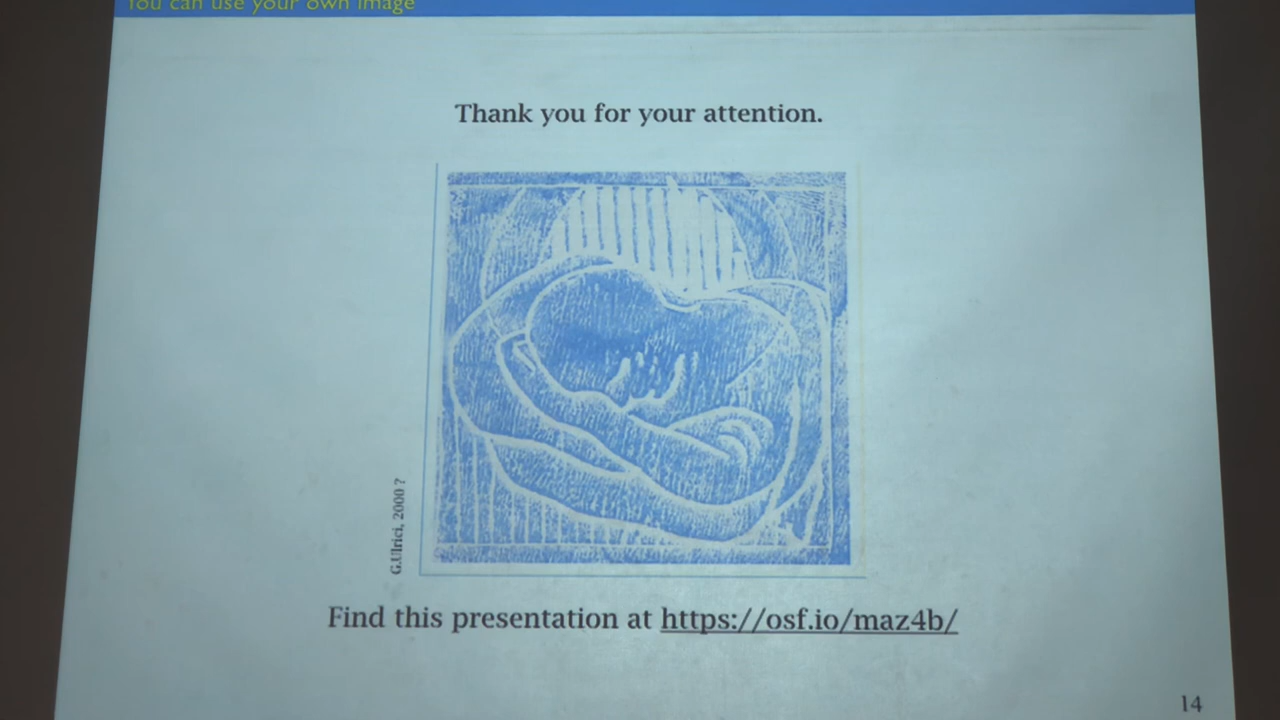 You can use your own image
Thank you for your attention.
G.Ulrici, 2000 ?
Find this presentation at https://osf.io/maz4b/
14